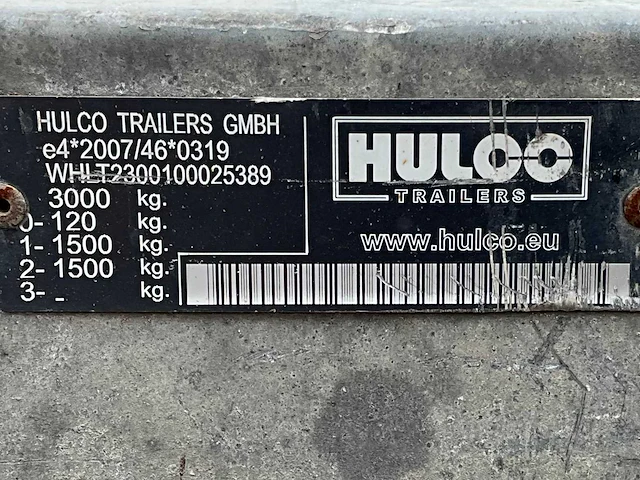 HULCO TRAILERS GMBH
e4*2007/46*0319
WHLT2300100025389
3000 kg.
0- 120 kg.
1- 1500 kg.
2- 1500 kg.
3- - kg.
HULCO
TRAILERS
www.hulco.eu